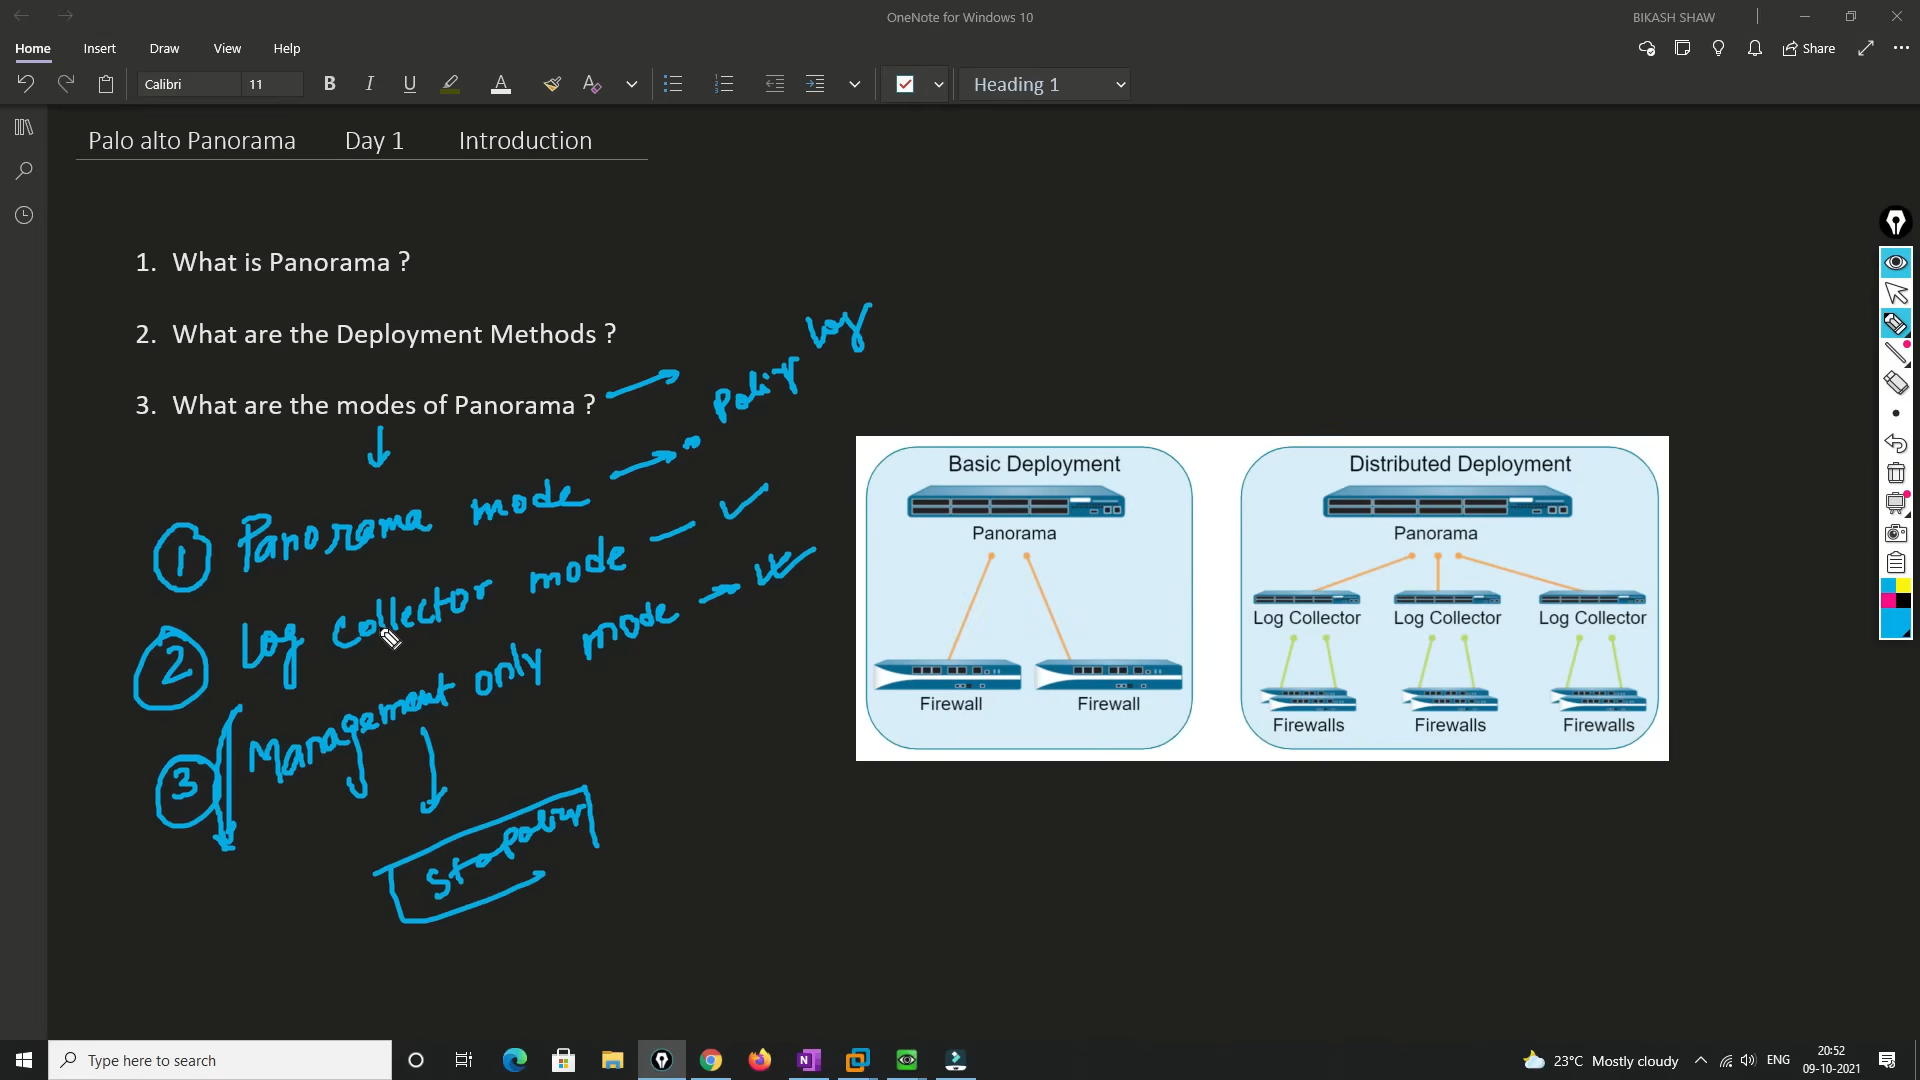 OneNote for Windows 10
BIKASH SHAW
Home Insert Draw View Help
Share
Calibri 11 B I U A A Heading 1
Palo alto Panorama Day 1 Introduction
1. What is Panorama ?
2. What are the Deployment Methods ?
3. What are the modes of Panorama ?
Log
Policy
1 Panorama mode
2 Log Collector mode
3 Management only mode
policy
Basic Deployment
Panorama
Firewall Firewall
Distributed Deployment
Panorama
Log Collector Log Collector Log Collector
Firewalls Firewalls Firewalls
Type here to search
23°C Mostly cloudy
ENG
20:52
09-10-2021